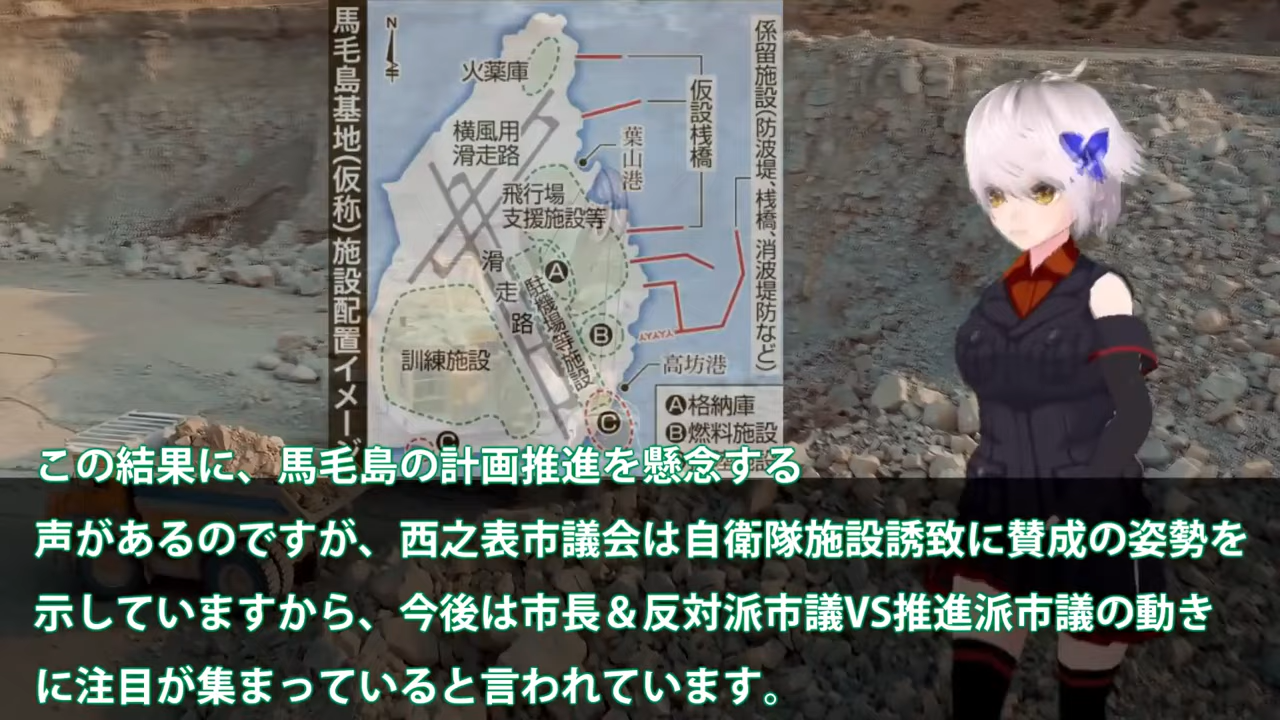 馬毛島基地(仮称)施設配置イメージ
N
火薬庫
横風用
滑走路
葉山港
仮設桟橋
係留施設(防波堤、桟橋、消波堤防など)
飛行場
支援施設等
滑走路
A
駐機場等施設
B
訓練施設
高坊港
C
C
A格納庫
B燃料施設
この結果に、馬毛島の計画推進を懸念する
声があるのですが、西之表市議会は自衛隊施設誘致に賛成の姿勢を
示していますから、今後は市長＆反対派市議VS推進派市議の動き
に注目が集まっていると言われています。